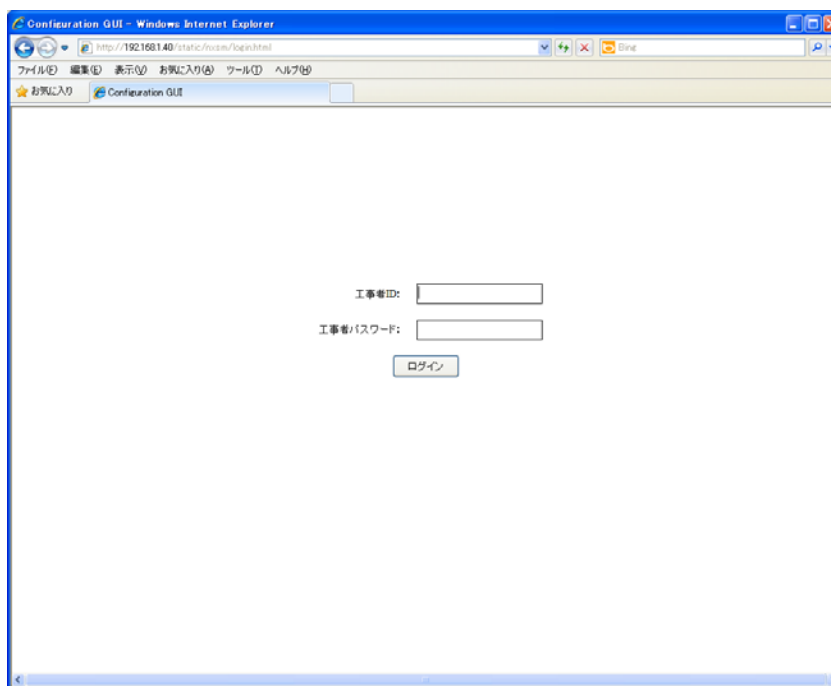 Configuration GUI - Windows Internet Explorer
http://192.168.1.40/static/nxsm/login.html
Bing
ファイル(F) 編集(E) 表示(V) お気に入り(A) ツール(T) ヘルプ(H)
お気に入り Configuration GUI
工事者ID:
工事者パスワード:
ログイン